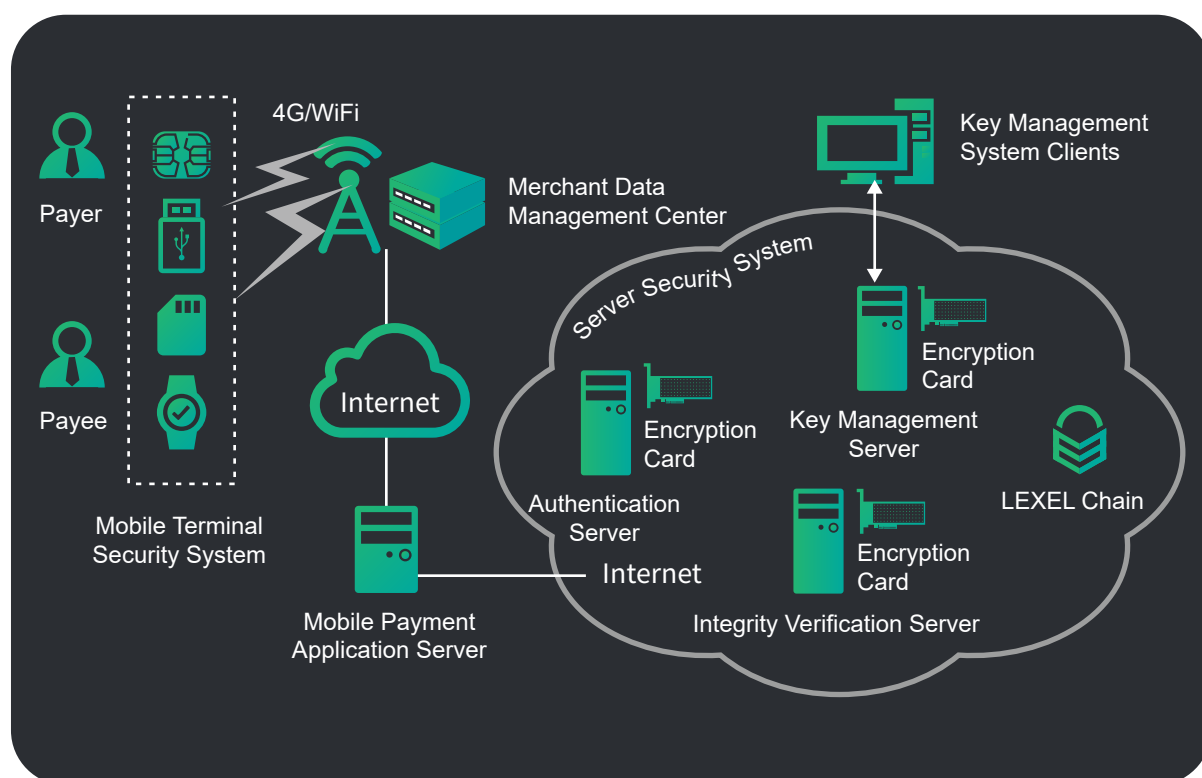 4G/WiFi
Payer
Payee
Mobile Terminal
Security System
Merchant Data
Management Center
Internet
Mobile Payment
Application Server
Key Management
System Clients
Server Security System
Encryption
Card
Key Management
Server
Encryption
Card
Authentication
Server
LEXEL Chain
Encryption
Card
Internet
Integrity Verification Server